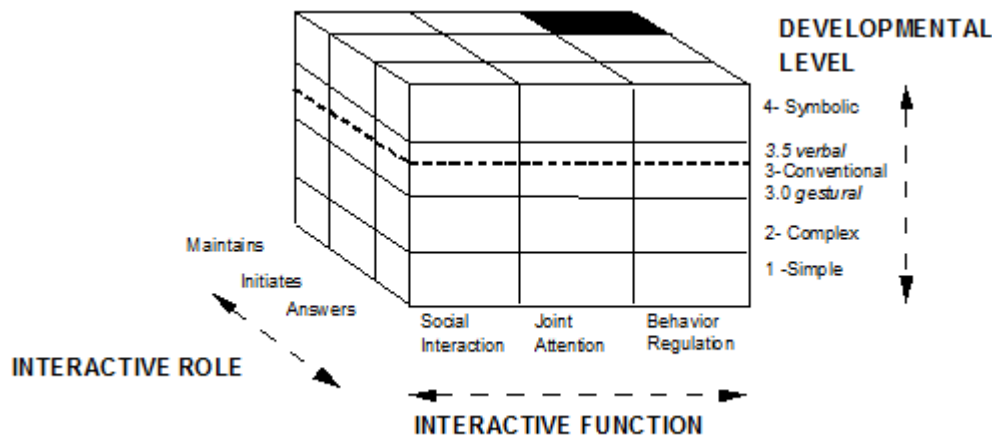 DEVELOPMENTAL
LEVEL
4- Symbolic
3.5 verbal
3-Conventional
3.0 gestural
2- Complex
1 -Simple
Maintains
Initiates
Answers
Social
Interaction
Joint
Attention
Behavior
Regulation
INTERACTIVE ROLE
INTERACTIVE FUNCTION